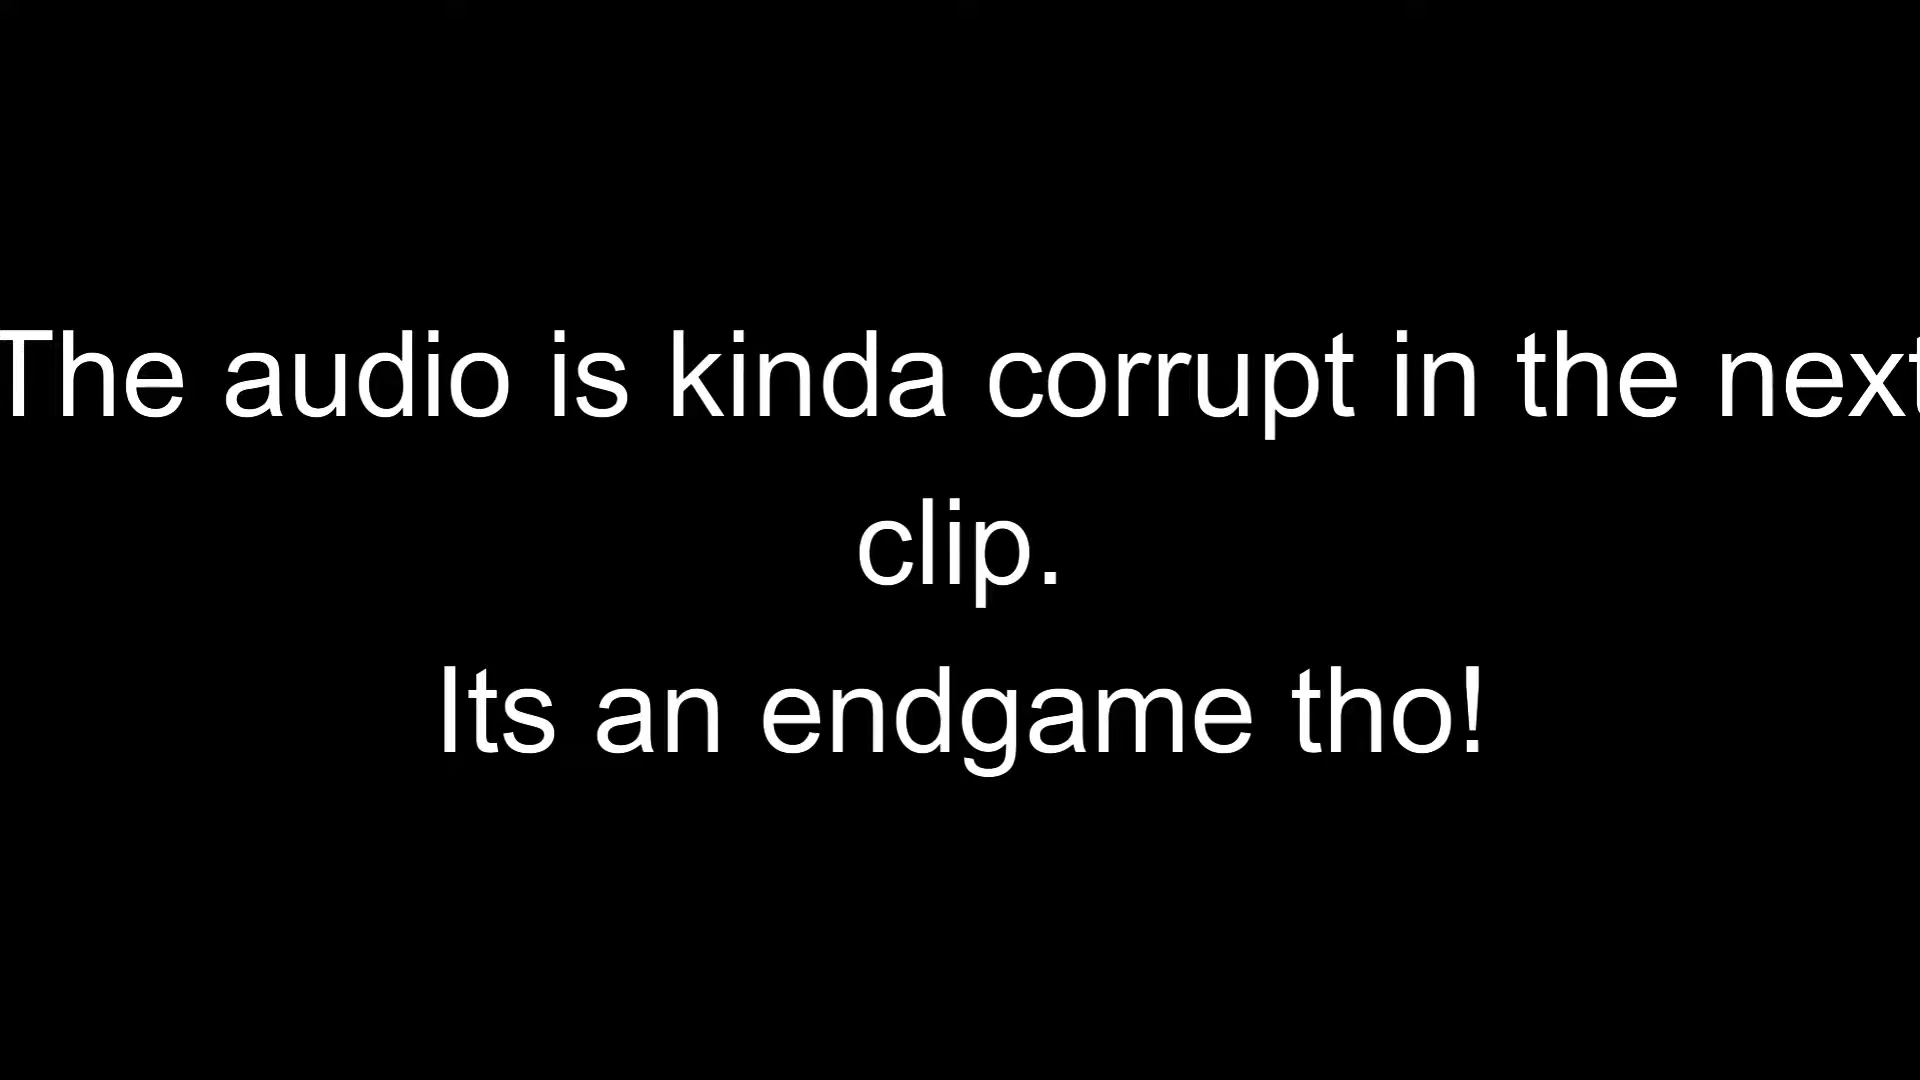 The audio is kinda corrupt in the next
clip.
Its an endgame tho!